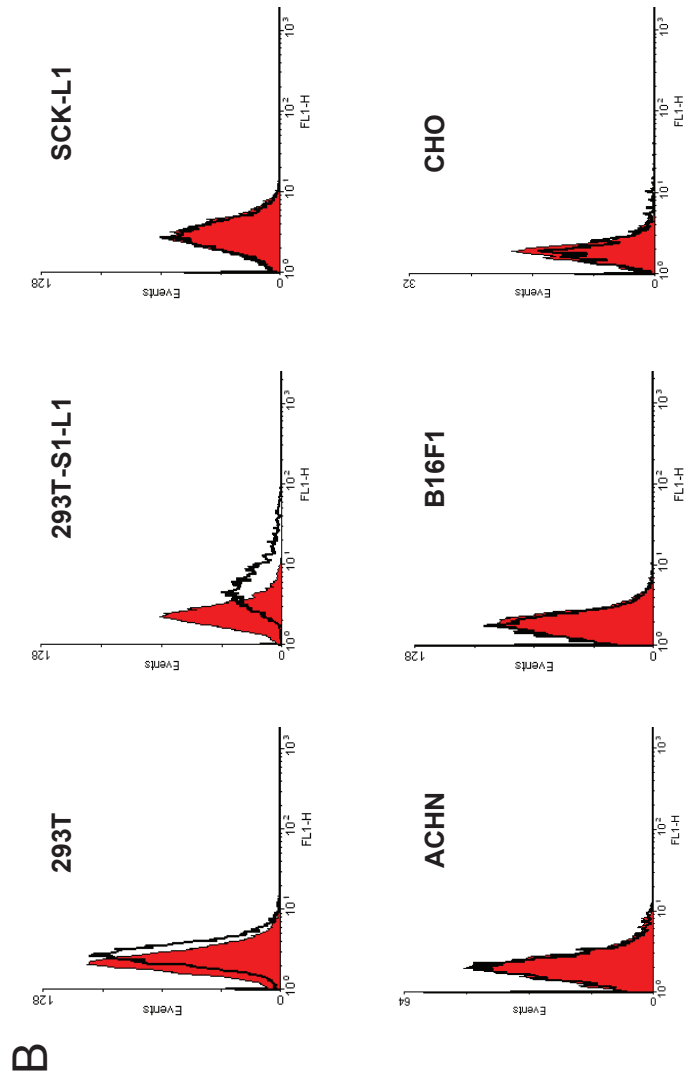 B
293T
128
Events
0
10⁰ 10¹ 10² 10³
FL1-H
293T-S1-L1
128
Events
0
10⁰ 10¹ 10² 10³
FL1-H
SCK-L1
128
Events
0
10⁰ 10¹ 10² 10³
FL1-H
ACHN
64
Events
0
10⁰ 10¹ 10² 10³
FL1-H
B16F1
128
Events
0
10⁰ 10¹ 10² 10³
FL1-H
CHO
32
Events
0
10⁰ 10¹ 10² 10³
FL1-H